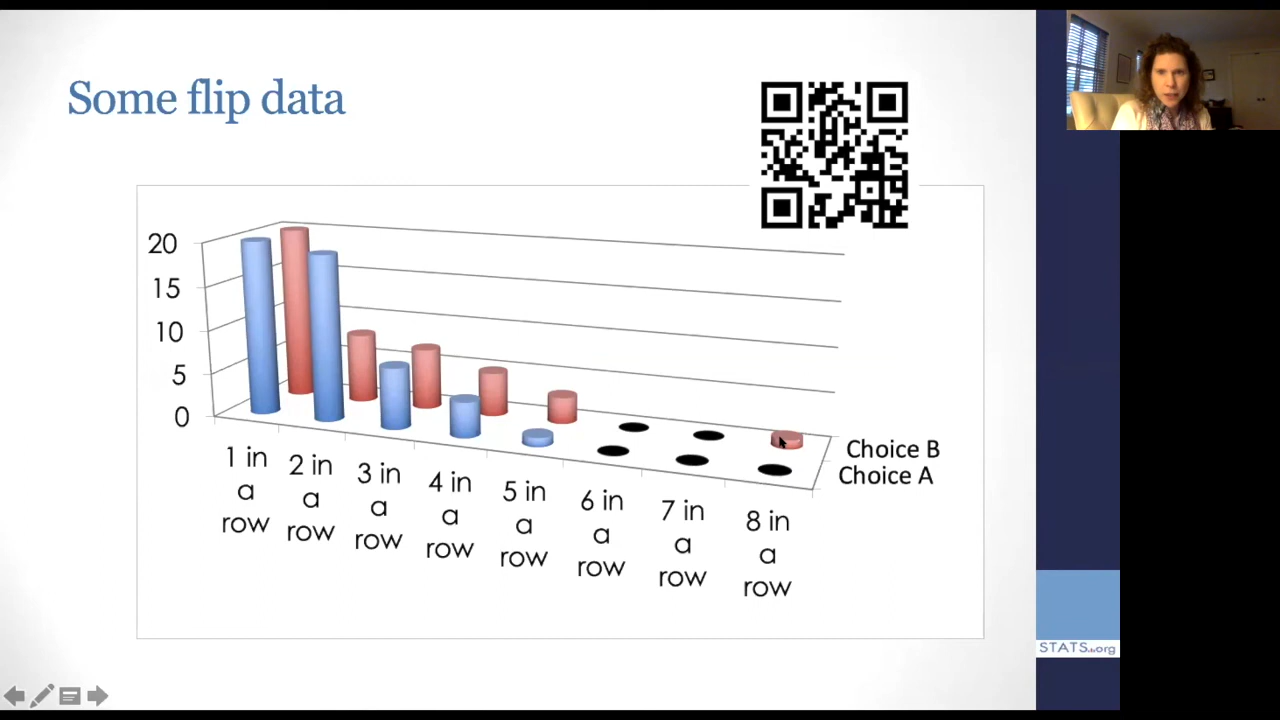 Some flip data
20
15
10
5
0
1 in
a
row
2 in
a
row
3 in
a
row
4 in
a
row
5 in
a
row
6 in
a
row
7 in
a
row
8 in
a
row
Choice B
Choice A
STATS.org